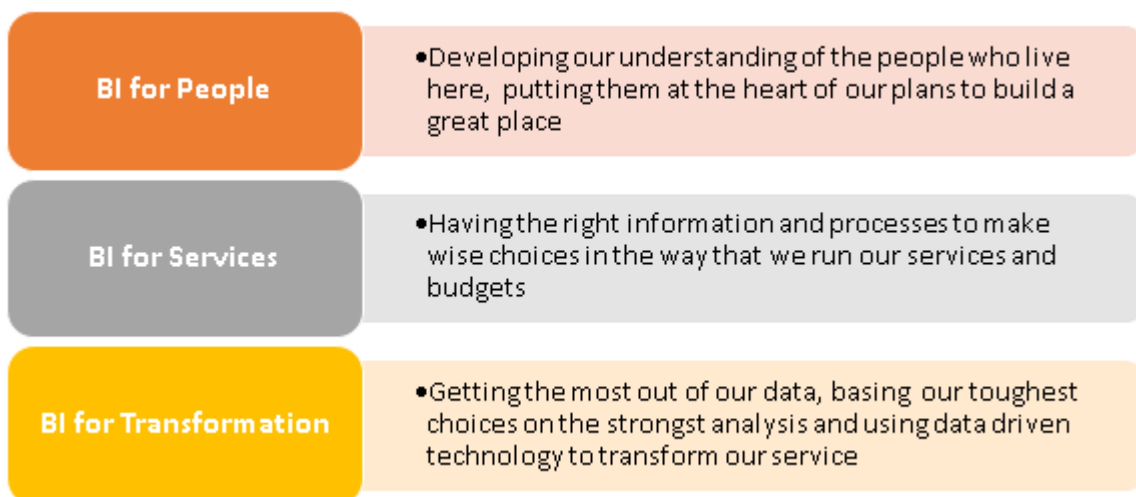 BI for People
•Developing our understanding of the people who live
here, putting them at the heart of our plans to build a
great place
BI for Services
•Having the right information and processes to make
wise choices in the way that we run our services and
budgets
BI for Transformation
•Getting the most out of our data, basing our toughest
choices on the strongst analysis and using data driven
technology to transform our service